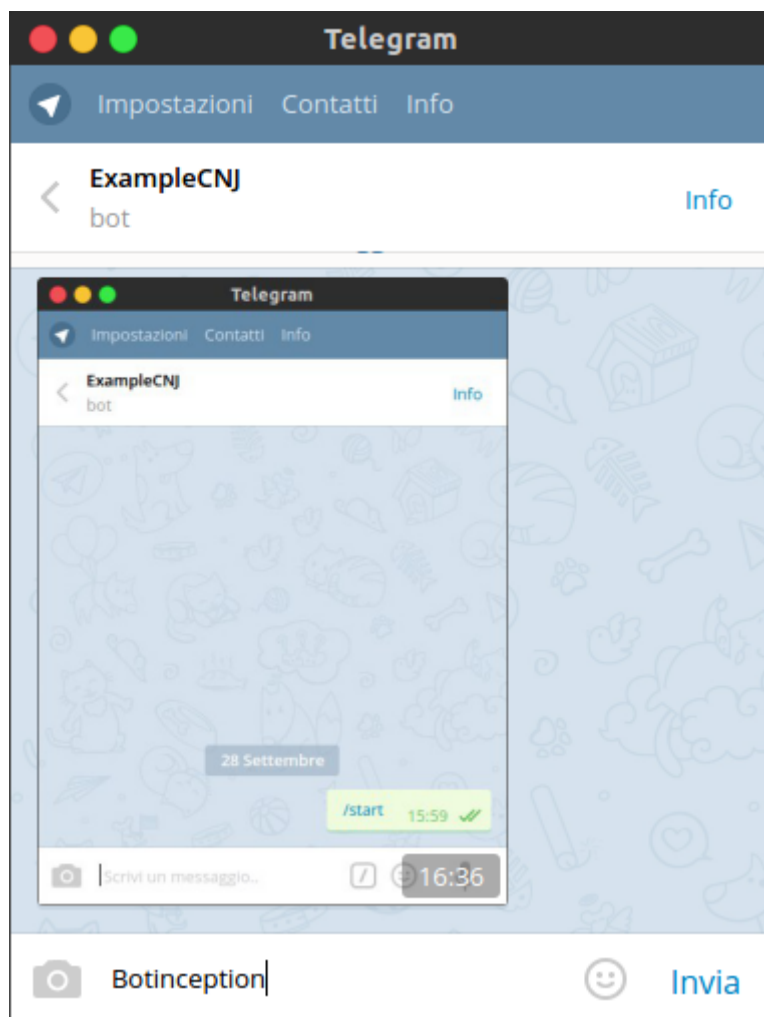 Telegram
Impostazioni Contatti Info
ExampleCNJ
bot
Info
Telegram
Impostazioni Contatti Info
ExampleCNJ
bot
Info
28 Settembre
/start 15:59
Scrivi un messaggio..
16:36
Botinception
Invia